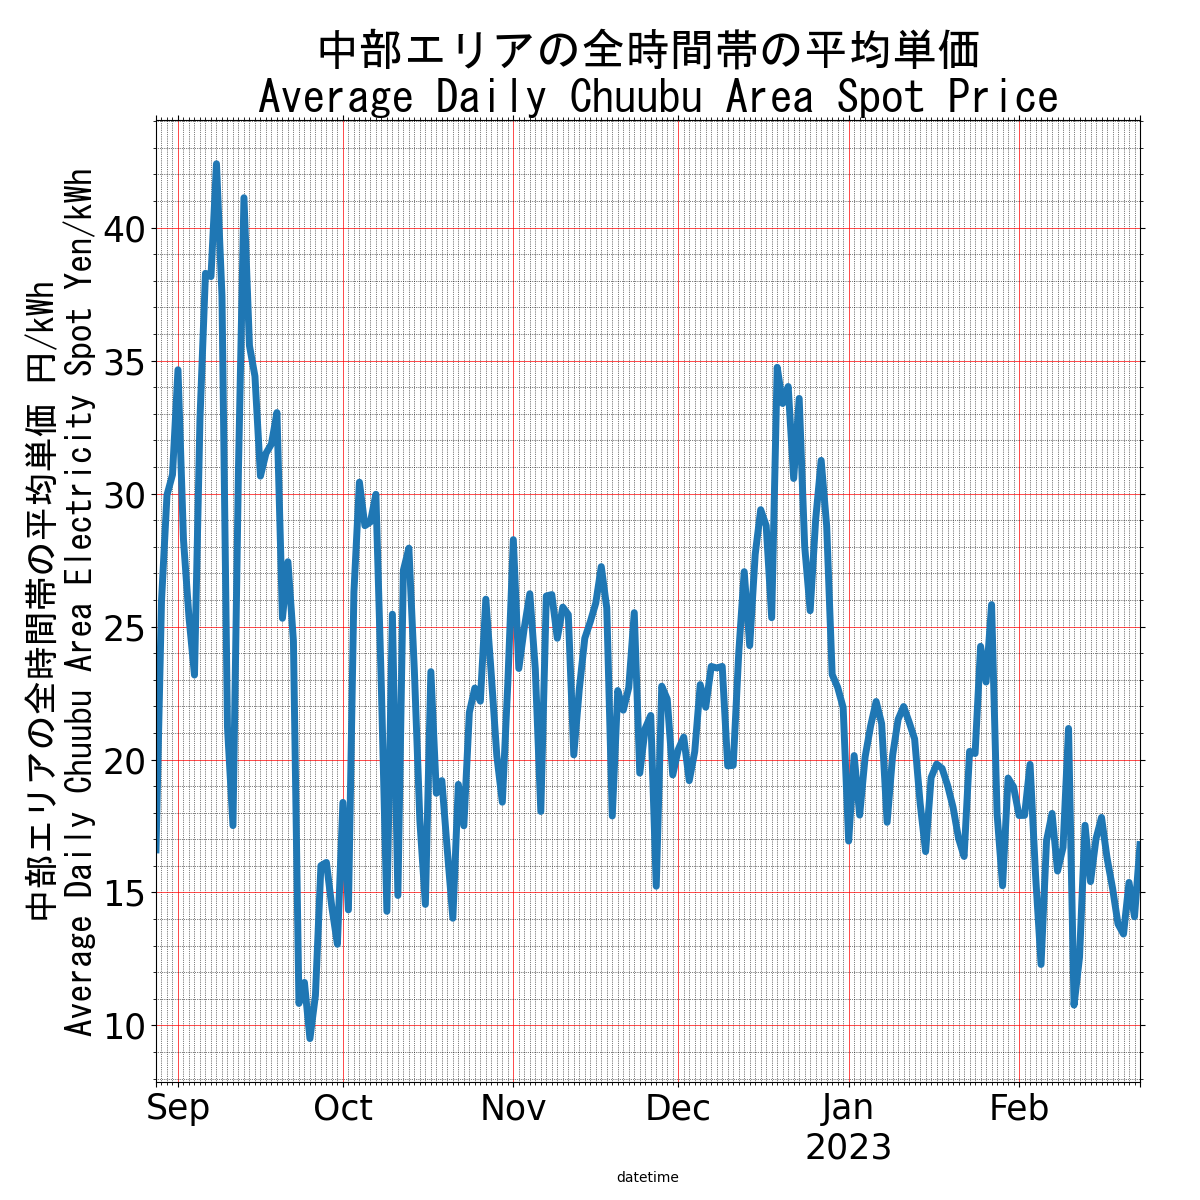 中部エリアの全時間帯の平均単価
Average Daily Chuubu Area Spot Price
中部エリアの全時間帯の平均単価 円/kWh
Average Daily Chuubu Area Electricity Spot Yen/kWh
40
35
30
25
20
15
10
Sep Oct Nov Dec Jan Feb
2023
datetime